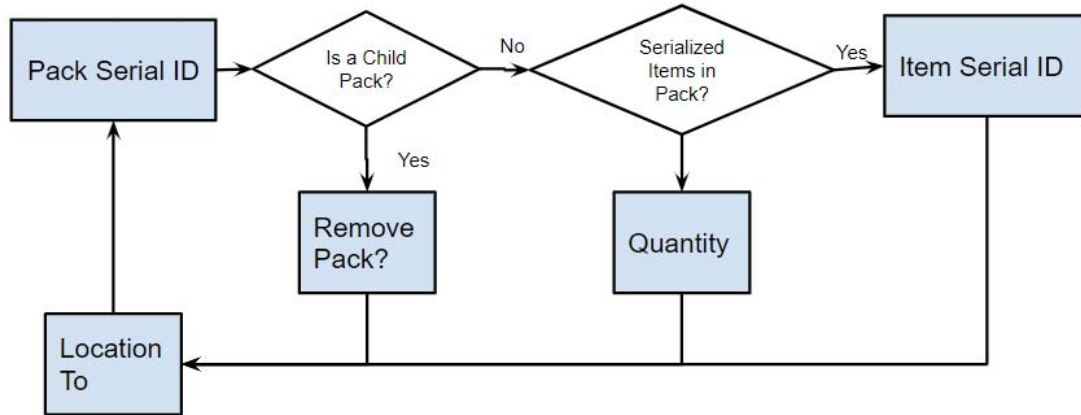 Pack Serial ID
Is a Child
Pack?
No
Serialized
Items in
Pack?
Yes
Item Serial ID
Yes
Remove
Pack?
Quantity
Location
To